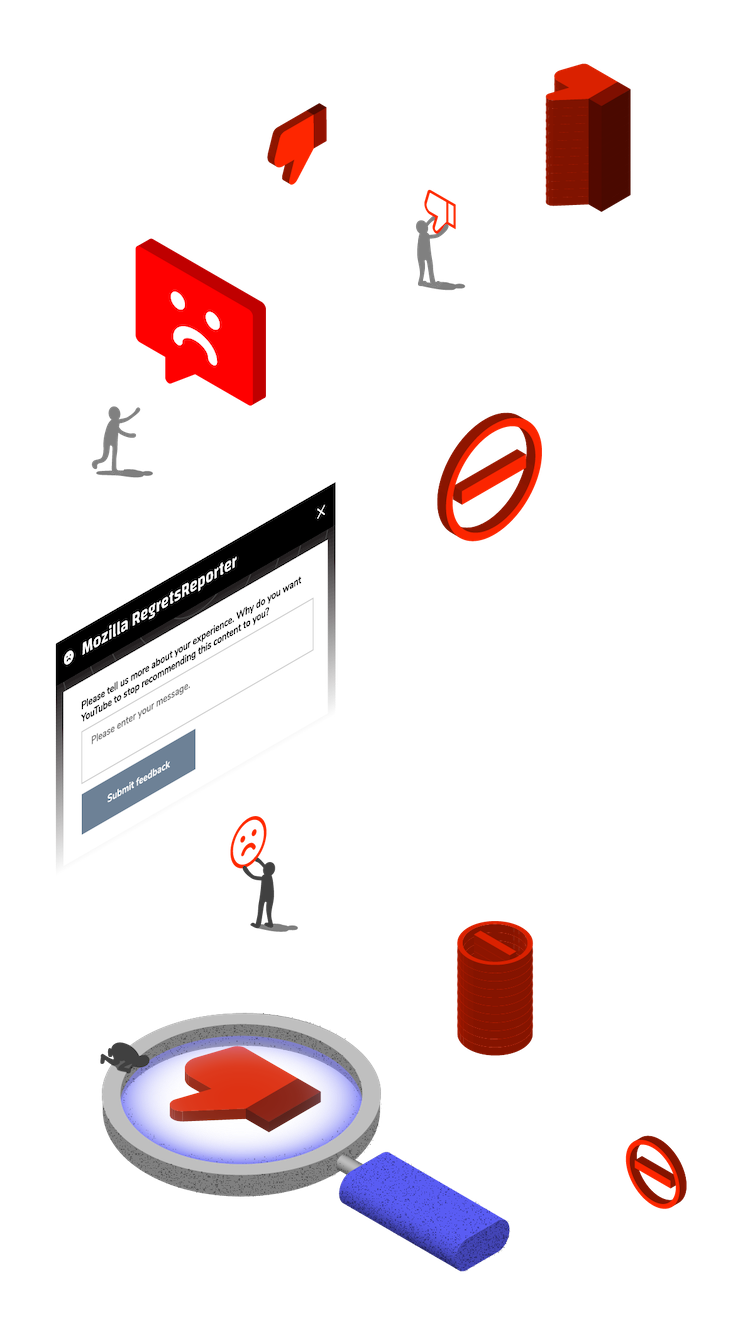 Mozilla RegretsReporter
Please tell us more about your experience. Why do you want
YouTube to stop recommending this content to you?
Please enter your message.
Submit feedback